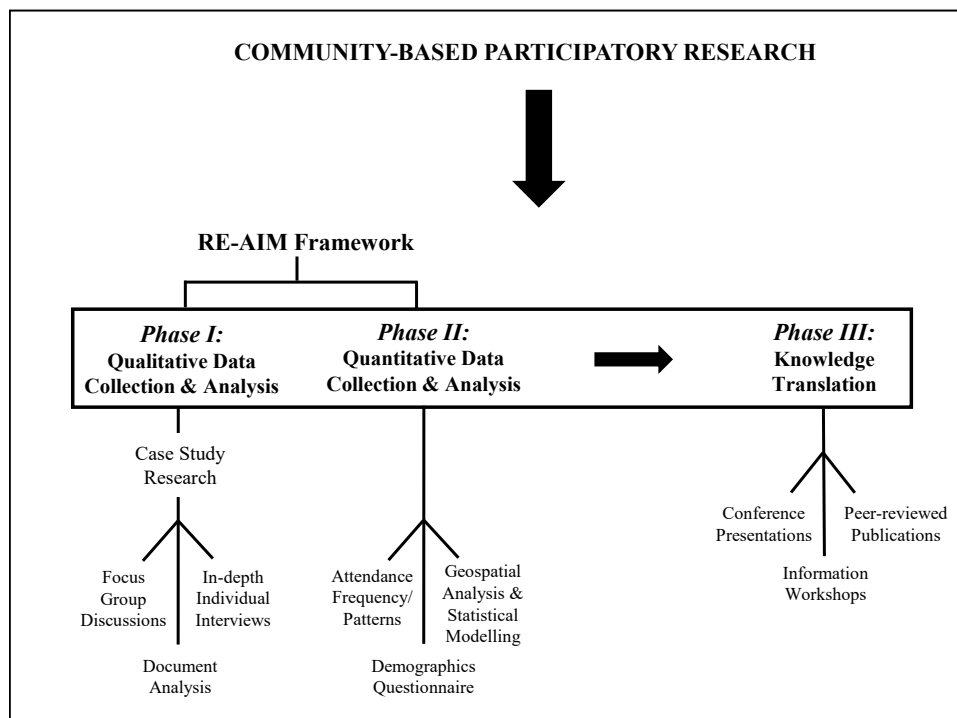 COMMUNITY-BASED PARTICIPATORY RESEARCH
RE-AIM Framework
Phase I:
Qualitative Data
Collection & Analysis
Phase II:
Quantitative Data
Collection & Analysis
Phase III:
Knowledge
Translation
Case Study
Research
Focus
Group
Discussions
In-depth
Individual
Interviews
Document
Analysis
Attendance
Frequency/
Patterns
Geospatial
Analysis &
Statistical
Modelling
Demographics
Questionnaire
Conference
Presentations
Peer-reviewed
Publications
Information
Workshops